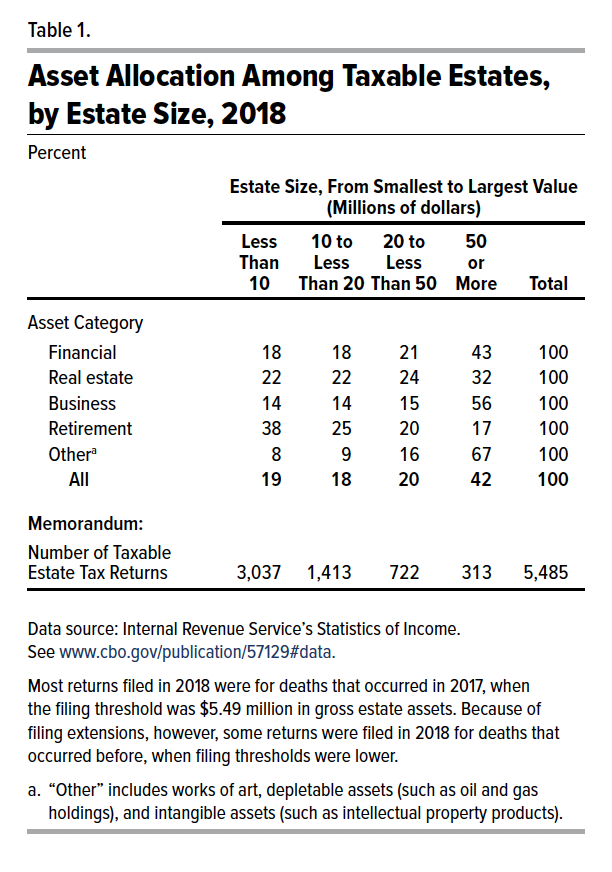 Table 1.
Asset Allocation Among Taxable Estates,
by Estate Size, 2018
Percent
Estate Size, From Smallest to Largest Value
(Millions of dollars)
Less 10 to 20 to 50
Than Less Less or
10 Than 20 Than 50 More Total
Asset Category
Financial 18 18 21 43 100
Real estate 22 22 24 32 100
Business 14 14 15 56 100
Retirement 38 25 20 17 100
Otherᵃ 8 9 16 67 100
All 19 18 20 42 100
Memorandum:
Number of Taxable
Estate Tax Returns 3,037 1,413 722 313 5,485
Data source: Internal Revenue Service’s Statistics of Income.
See www.cbo.gov/publication/57129#data.
Most returns filed in 2018 were for deaths that occurred in 2017, when
the filing threshold was $5.49 million in gross estate assets. Because of
filing extensions, however, some returns were filed in 2018 for deaths that
occurred before, when filing thresholds were lower.
a. “Other” includes works of art, depletable assets (such as oil and gas
holdings), and intangible assets (such as intellectual property products).